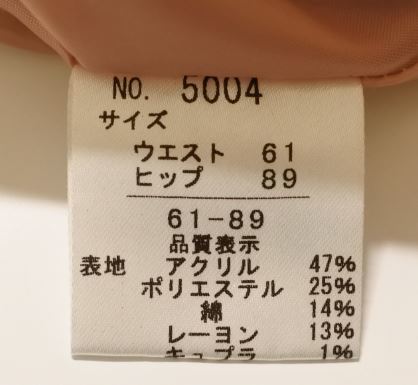 NO. 5004
サイズ
ウエスト 61
ヒップ 89
61-89
品質表示
表地 アクリル 47%
ポリエステル 25%
綿 14%
レーヨン 13%
キュプラ 1%